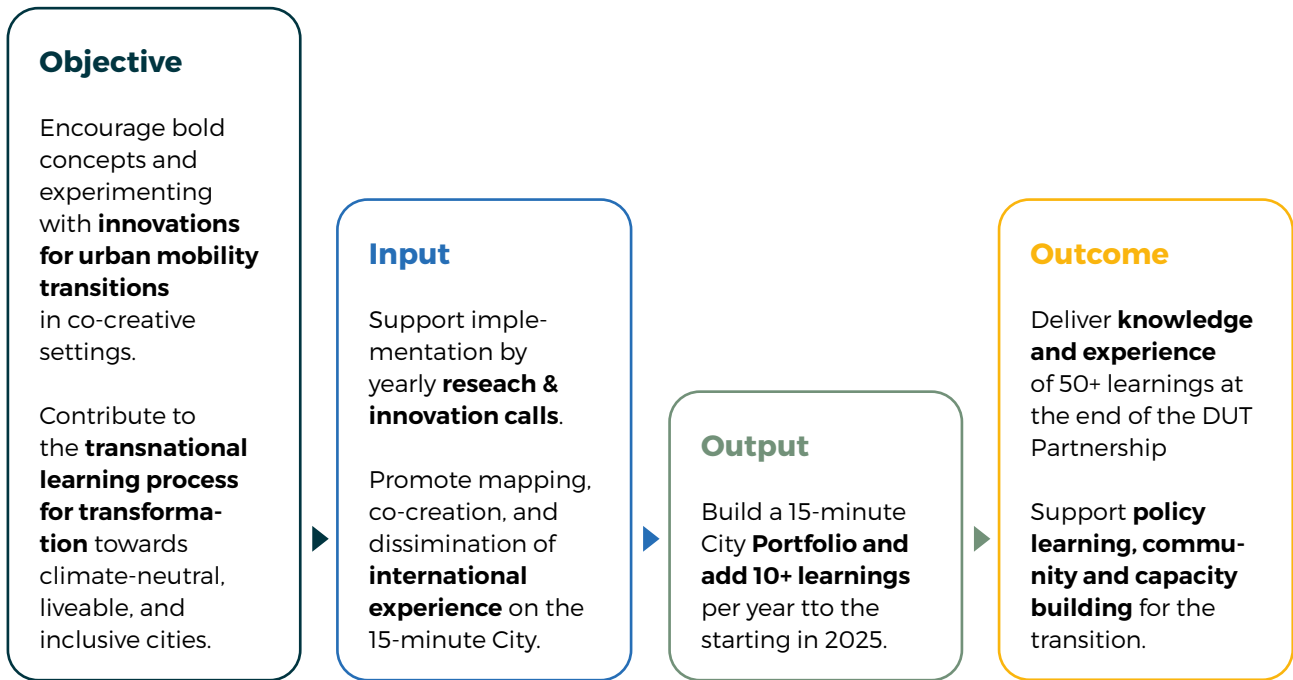 Objective
Encourage bold
concepts and
experimenting
with innovations
for urban mobility
transitions
in co-creative
settings.
Contribute to
the transnational
learning process
for transforma-
tion towards
climate-neutral,
liveable, and
inclusive cities.
Input
Support imple-
mentation by
yearly reseach &
innovation calls.
Promote mapping,
co-creation, and
dissimination of
international
experience on the
15-minute City.
Output
Build a 15-minute
City Portfolio and
add 10+ learnings
per year tto the
starting in 2025.
Outcome
Deliver knowledge
and experience
of 50+ learnings at
the end of the DUT
Partnership
Support policy
learning, commu-
nity and capacity
building for the
transition.